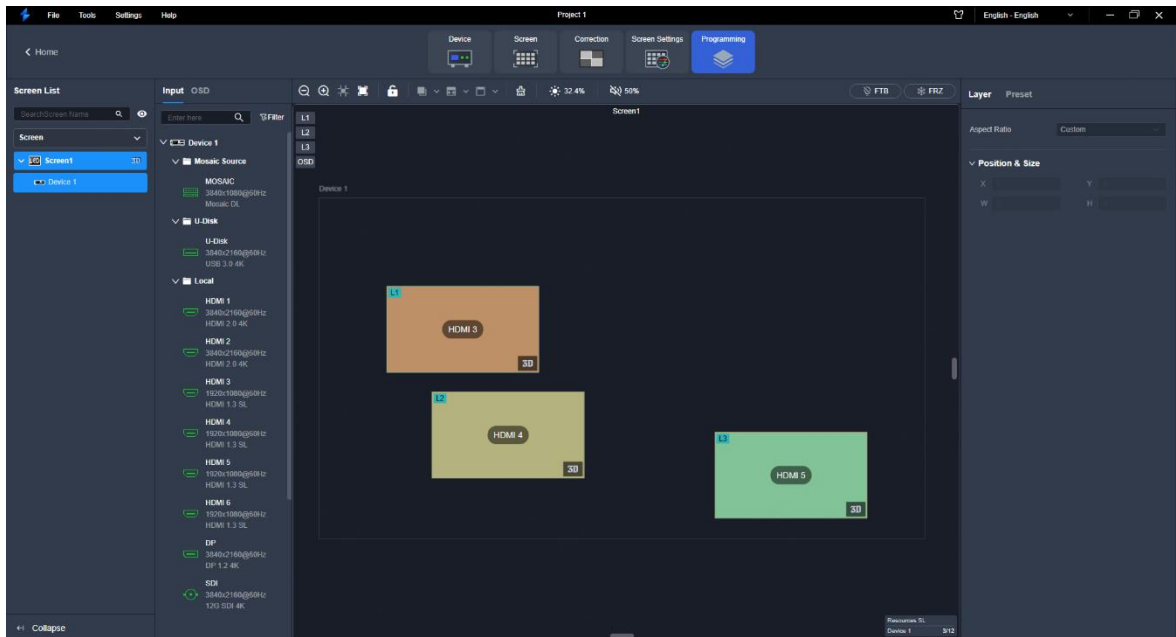 File Tools Settings Help Project 1 English - English
Home
Device Screen Correction Screen Settings Programming
Screen List
SearchScreen Name
Screen
Screen1 3D
Device 1
Collapse
Input OSD
Enter here Filter
Device 1
Mosaic Source
MOSAIC
3840x1080@60Hz
Mosaic DL
U-Disk
U-Disk
3840x2160@60Hz
USB 3.0 4K
Local
HDMI 1
3840x2160@60Hz
HDMI 2.0 4K
HDMI 2
3840x2160@60Hz
HDMI 2.0 4K
HDMI 3
1920x1080@60Hz
HDMI 1.3 SL
HDMI 4
1920x1080@60Hz
HDMI 1.3 SL
HDMI 5
1920x1080@60Hz
HDMI 1.3 SL
HDMI 6
1920x1080@60Hz
HDMI 1.3 SL
DP
3840x2160@60Hz
DP 1.2 4K
SDI
3840x2160@60Hz
12G SDI 4K
32.4% 50% FTB FRZ
Screen1
L1
L2
L3
OSD
Device 1
L1
HDMI 3
3D
L2
HDMI 4
3D
L3
HDMI 5
3D
Resources SL
Device 1 3/12
Layer Preset
Aspect Ratio Custom
Position & Size
X Y
W H